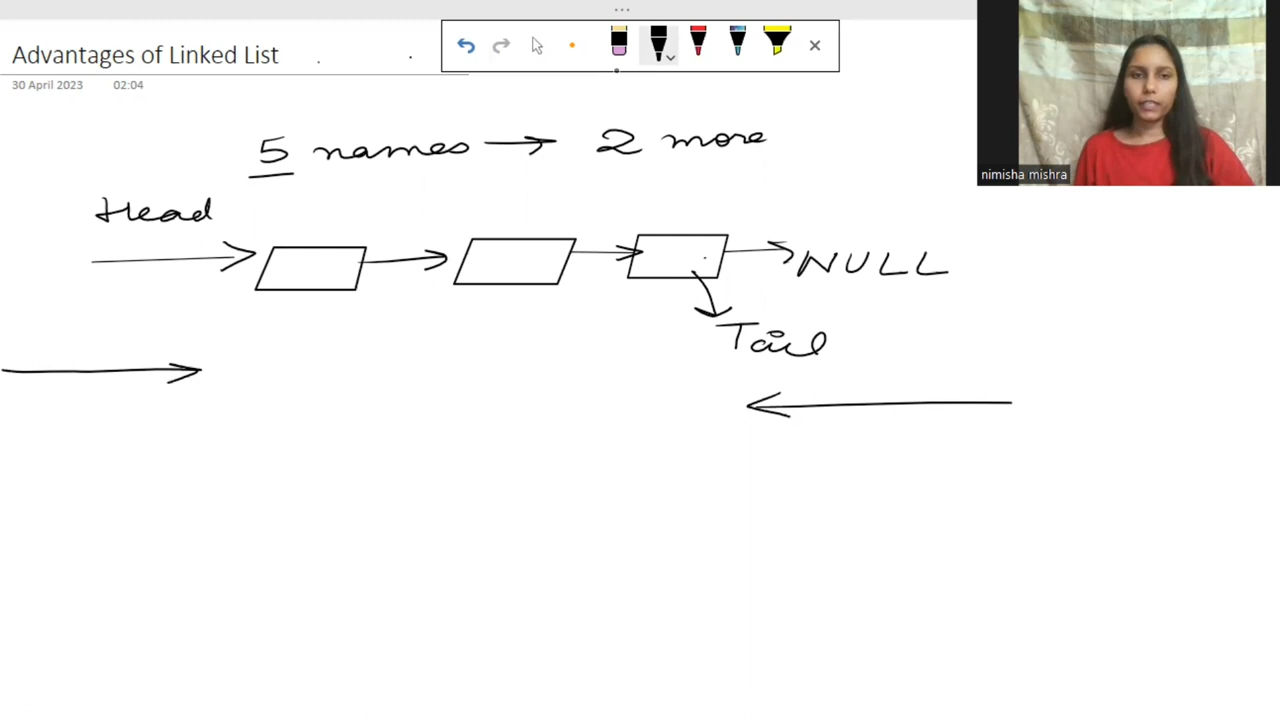 Advantages of Linked List
30 April 2023 02:04
5 names → 2 more
Head
NULL
Tail
nimisha mishra